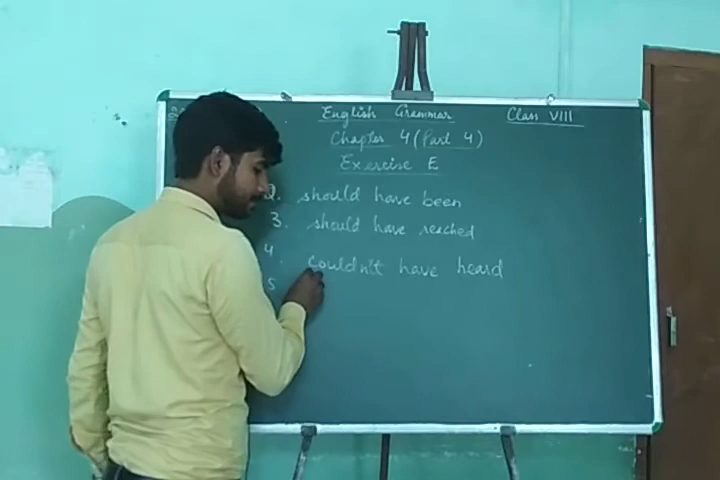 English Grammar Class VIII
Chapter 4 (Part 4)
Exercise E
2. should have been
3. should have reached
4. couldn't have heard
5